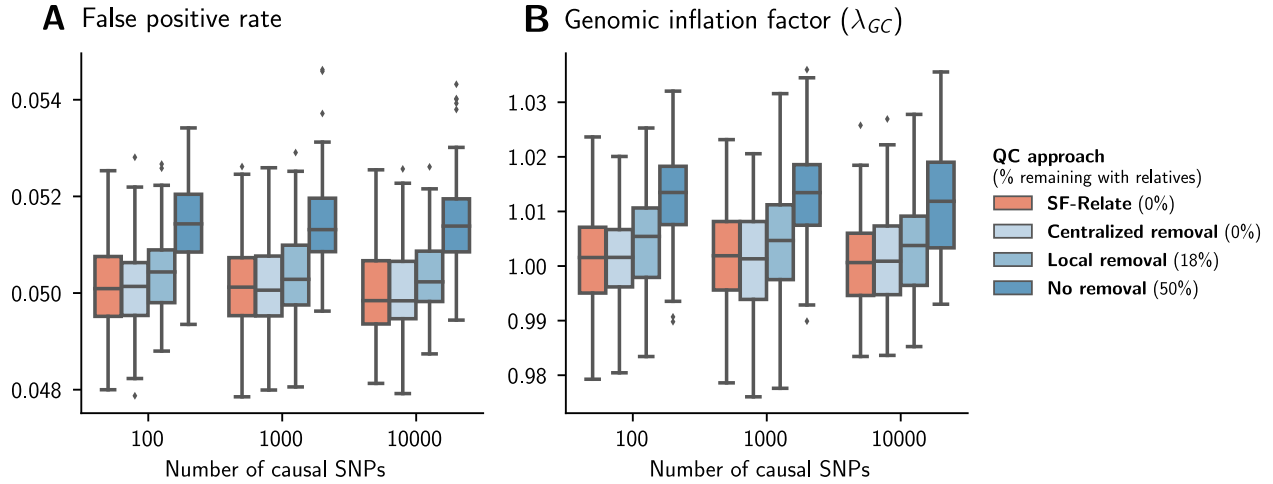 A False positive rate
0.054
0.052
0.050
0.048
100 1000 10000
Number of causal SNPs
B Genomic inflation factor (λGC)
1.03
1.02
1.01
1.00
0.99
0.98
100 1000 10000
Number of causal SNPs
QC approach
(% remaining with relatives)
SF-Relate (0%)
Centralized removal (0%)
Local removal (18%)
No removal (50%)